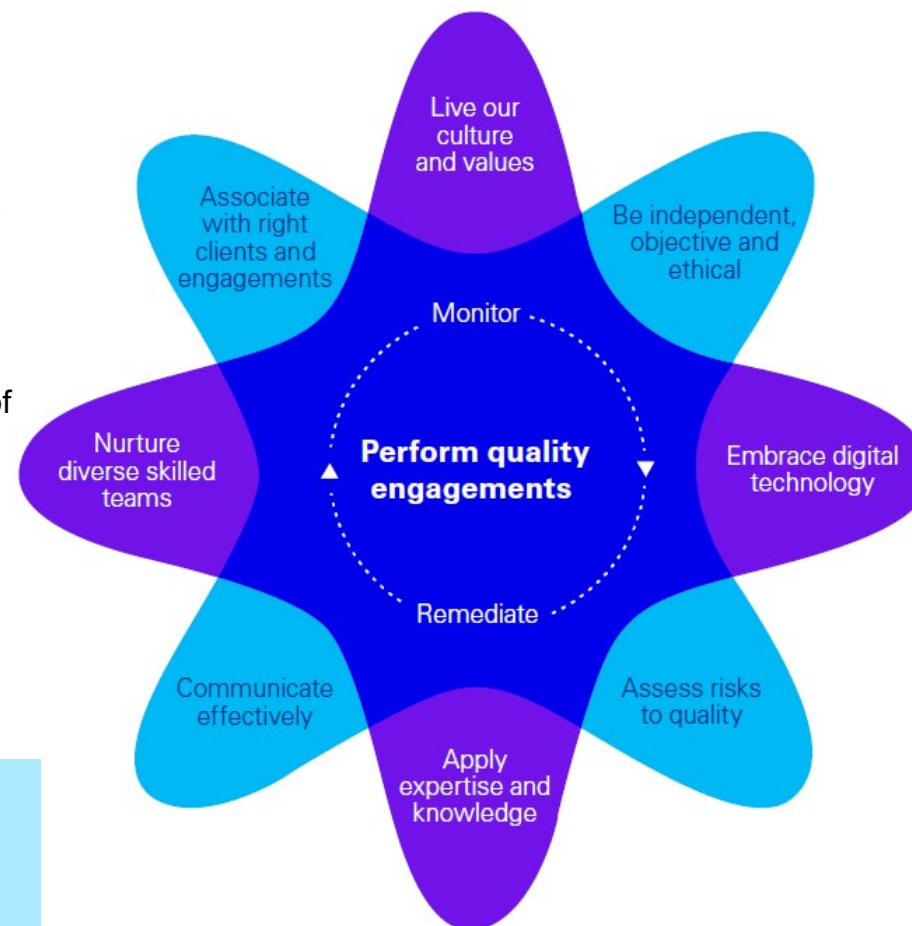 Live our
culture
and values
Associate
with right
clients and
engagements
Be independent,
objective and
ethical
Monitor
of
Nurture
diverse skilled
teams
Perform quality
engagements
Embrace digital
technology
Remediate
Communicate
effectively
Assess risks
to quality
Apply
expertise and
knowledge